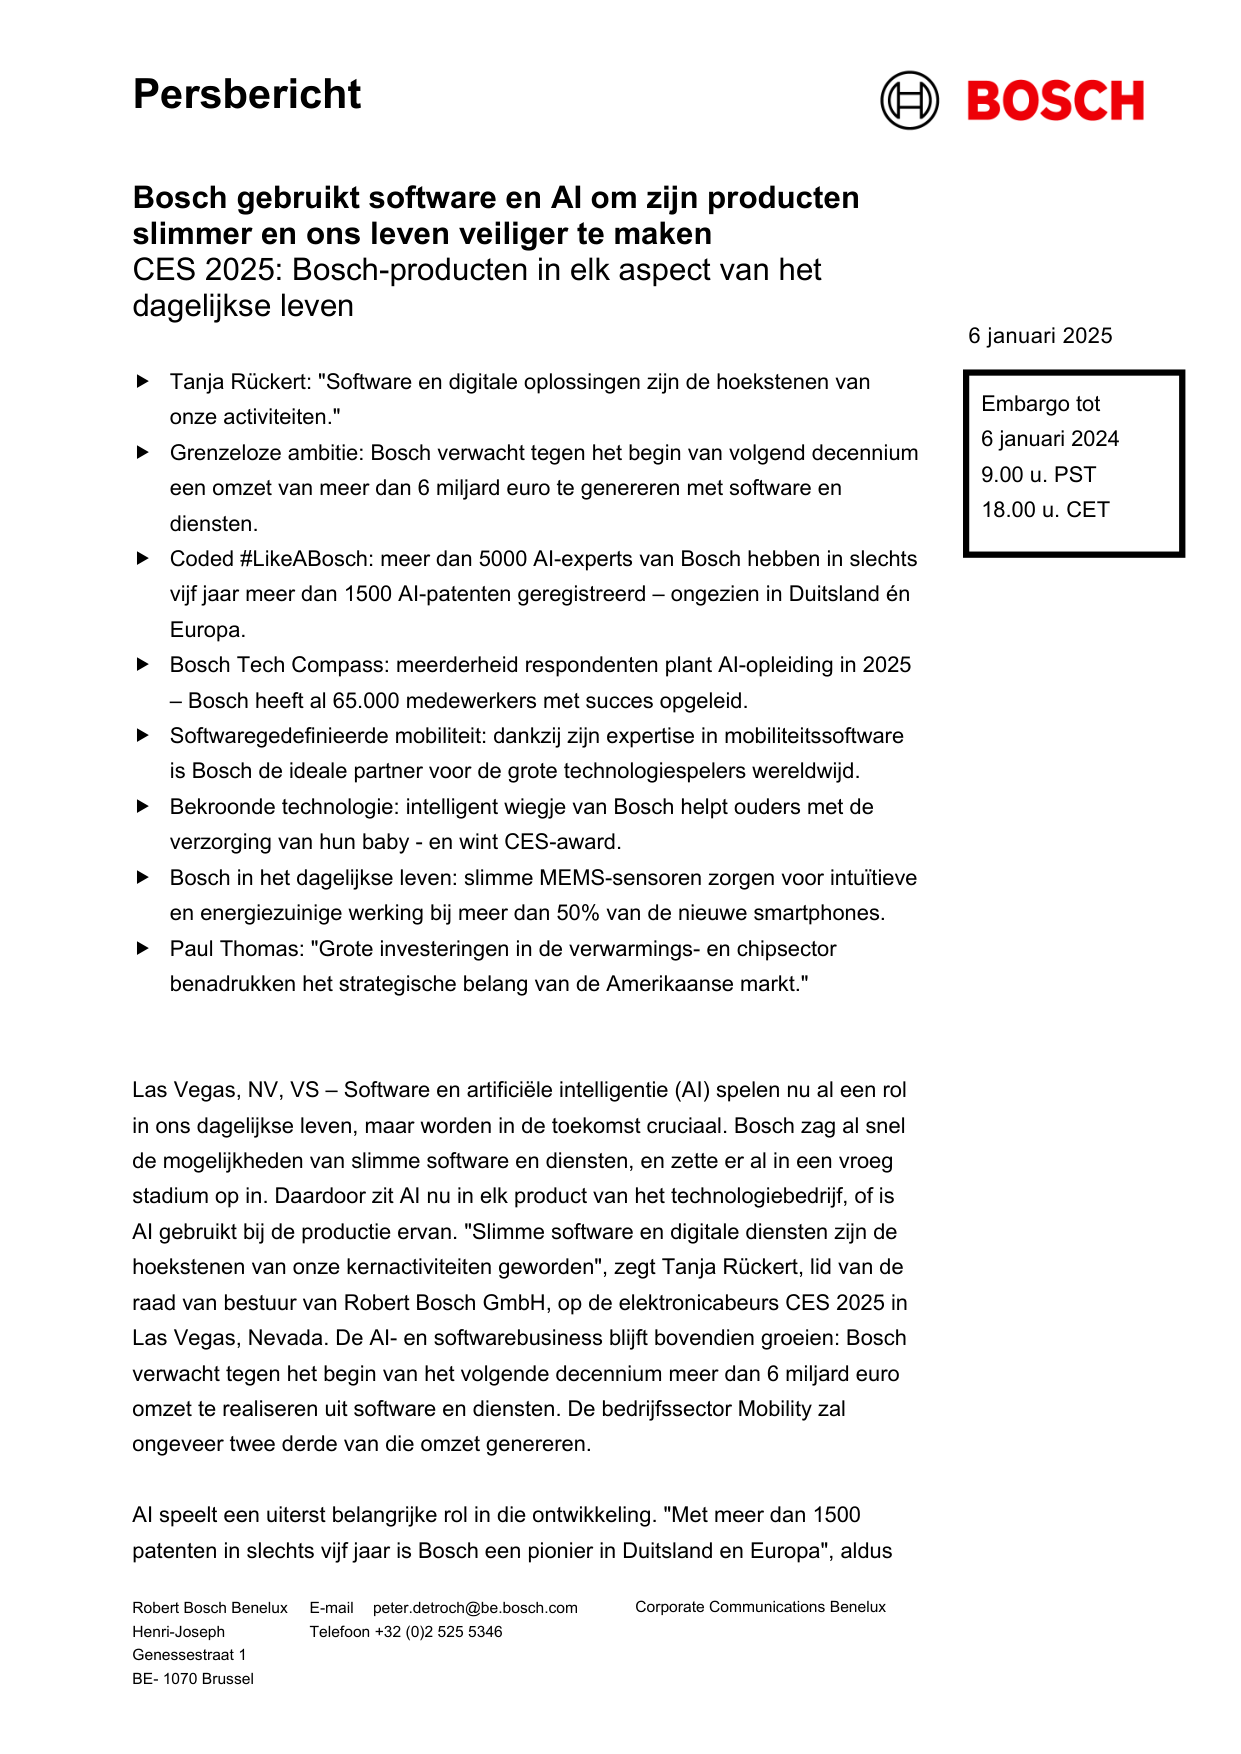 Persbericht
BOSCH
Bosch gebruikt software en AI om zijn producten
slimmer en ons leven veiliger te maken
CES 2025: Bosch-producten in elk aspect van het
dagelijkse leven
6 januari 2025
Embargo tot
6 januari 2024
9.00 u. PST
18.00 u. CET
Tanja Rückert: "Software en digitale oplossingen zijn de hoekstenen van
onze activiteiten."
Grenzeloze ambitie: Bosch verwacht tegen het begin van volgend decennium
een omzet van meer dan 6 miljard euro te genereren met software en
diensten.
Coded #LikeABosch: meer dan 5000 AI-experts van Bosch hebben in slechts
vijf jaar meer dan 1500 AI-patenten geregistreerd – ongezien in Duitsland én
Europa.
Bosch Tech Compass: meerderheid respondenten plant AI-opleiding in 2025
– Bosch heeft al 65.000 medewerkers met succes opgeleid.
Softwaregedefinieerde mobiliteit: dankzij zijn expertise in mobiliteitssoftware
is Bosch de ideale partner voor de grote technologiespelers wereldwijd.
Bekroonde technologie: intelligent wiegje van Bosch helpt ouders met de
verzorging van hun baby - en wint CES-award.
Bosch in het dagelijkse leven: slimme MEMS-sensoren zorgen voor intuïtieve
en energiezuinige werking bij meer dan 50% van de nieuwe smartphones.
Paul Thomas: "Grote investeringen in de verwarmings- en chipsector
benadrukken het strategische belang van de Amerikaanse markt."
Las Vegas, NV, VS – Software en artificiële intelligentie (AI) spelen nu al een rol
in ons dagelijkse leven, maar worden in de toekomst cruciaal. Bosch zag al snel
de mogelijkheden van slimme software en diensten, en zette er al in een vroeg
stadium op in. Daardoor zit AI nu in elk product van het technologiebedrijf, of is
AI gebruikt bij de productie ervan. "Slimme software en digitale diensten zijn de
hoekstenen van onze kernactiviteiten geworden", zegt Tanja Rückert, lid van de
raad van bestuur van Robert Bosch GmbH, op de elektronicabeurs CES 2025 in
Las Vegas, Nevada. De AI- en softwarebusiness blijft bovendien groeien: Bosch
verwacht tegen het begin van het volgende decennium meer dan 6 miljard euro
omzet te realiseren uit software en diensten. De bedrijfssector Mobility zal
ongeveer twee derde van die omzet genereren.
AI speelt een uiterst belangrijke rol in die ontwikkeling. "Met meer dan 1500
patenten in slechts vijf jaar is Bosch een pionier in Duitsland en Europa", aldus
Robert Bosch Benelux
Henri-Joseph
Genessestraat 1
BE- 1070 Brussel
E-mail peter.detroch@be.bosch.com
Telefoon +32 (0)2 525 5346
Corporate Communications Benelux